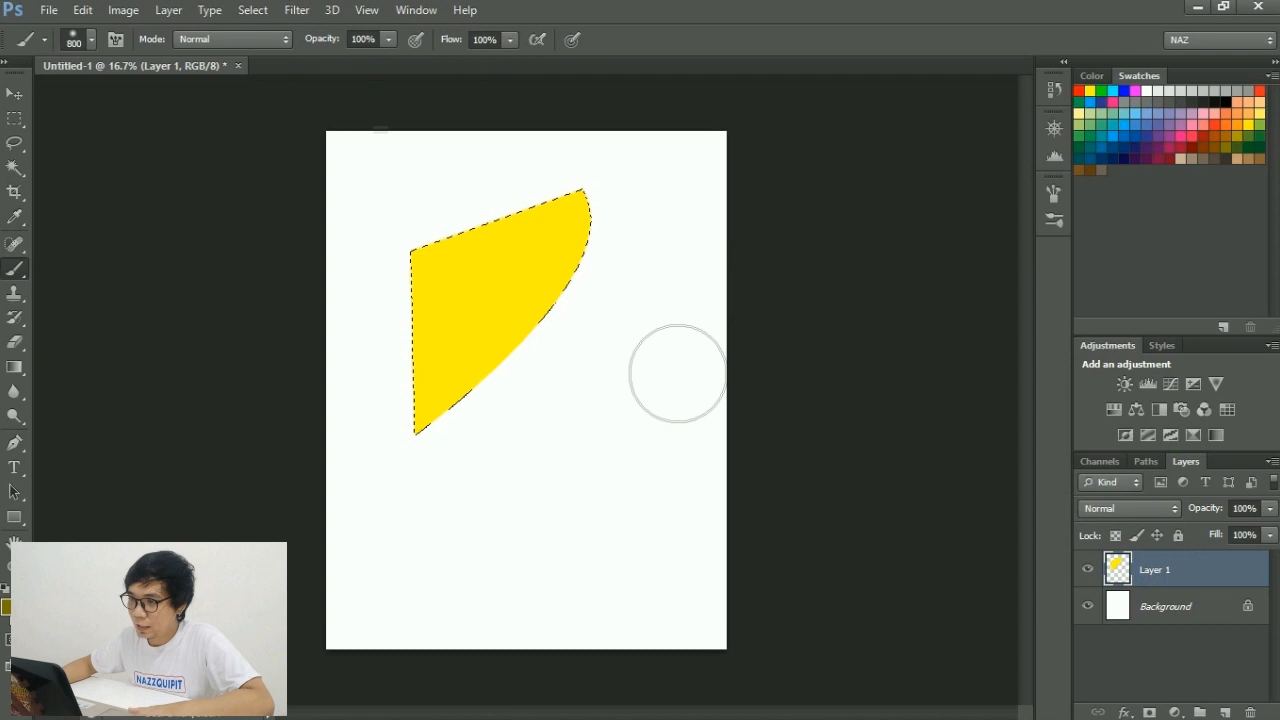 Ps File Edit Image Layer Type Select Filter 3D View Window Help
800 Mode: Normal Opacity: 100% Flow: 100% NAZ
Untitled-1 @ 16.7% (Layer 1, RGB/8) * ×
Color Swatches
Adjustments Styles
Add an adjustment
Channels Paths Layers
Kind
Normal Opacity: 100%
Lock: Fill: 100%
Layer 1
Background
NAZZQUIPIT